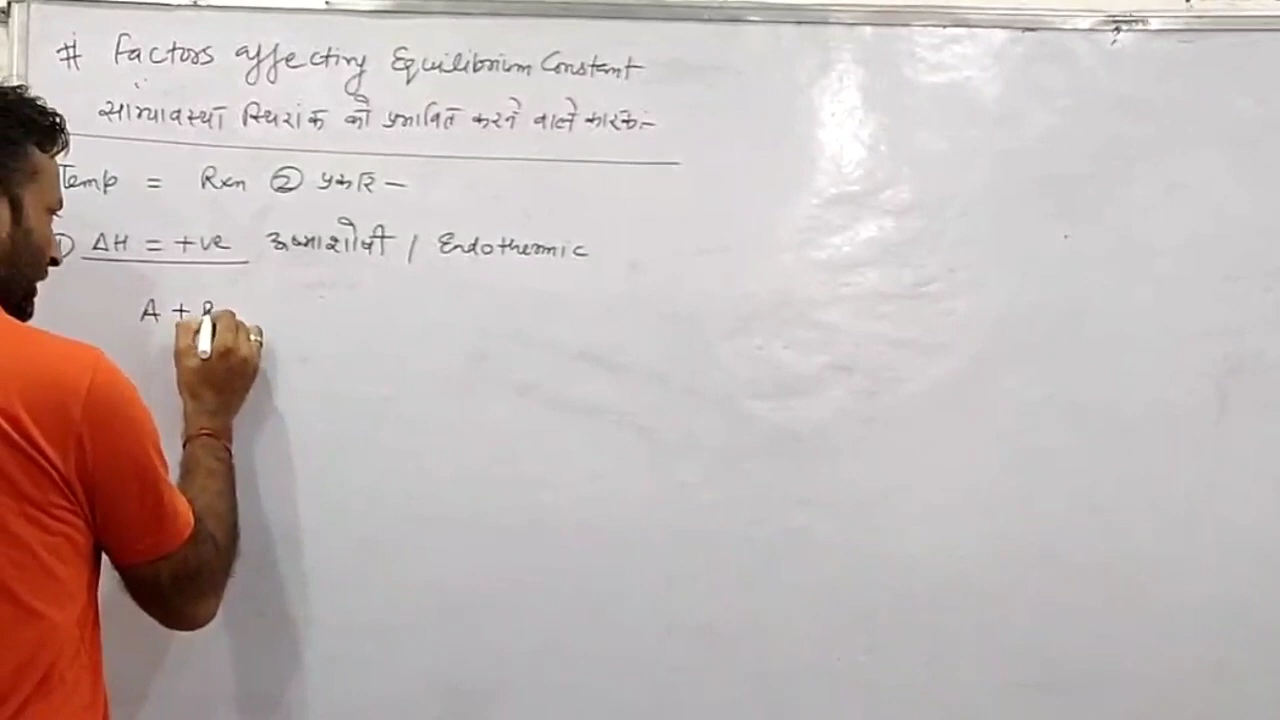 # Factors affecting Equilibrium Constant
साम्यावस्था स्थिरांक को प्रभावित करने वाले कारक:-
Temp = Rxn ② प्रकार -
① ΔH = +ve ऊष्माशोषी / Endothermic
A + B